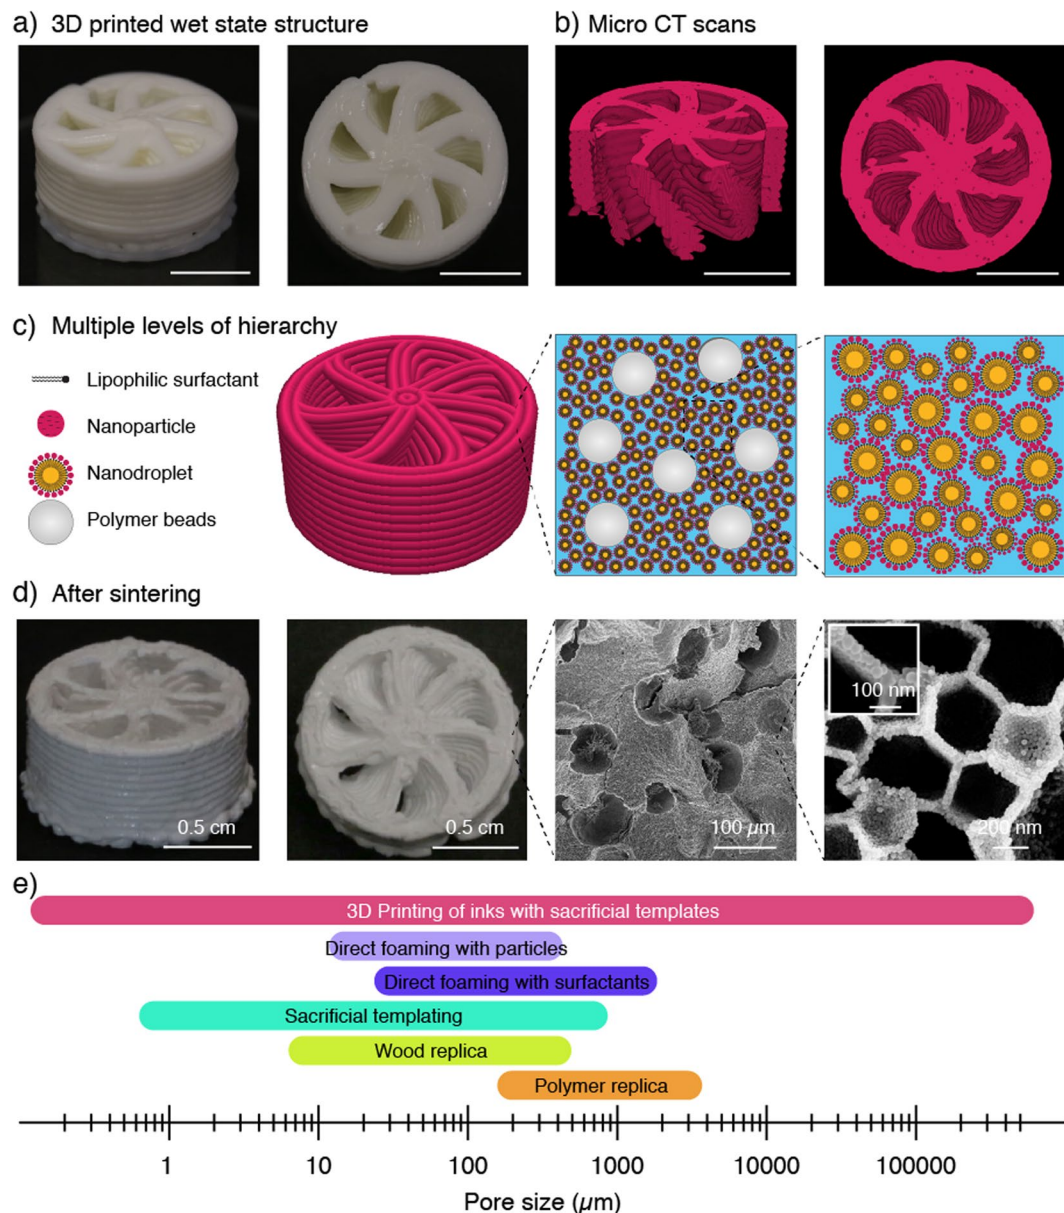 a) 3D printed wet state structure
b) Micro CT scans
c) Multiple levels of hierarchy
Lipophilic surfactant
Nanoparticle
Nanodroplet
Polymer beads
d) After sintering
0.5 cm
0.5 cm
100 µm
100 nm
200 nm
e)
3D Printing of inks with sacrificial templates
Direct foaming with particles
Direct foaming with surfactants
Sacrificial templating
Wood replica
Polymer replica
1 10 100 1000 10000 100000
Pore size (µm)